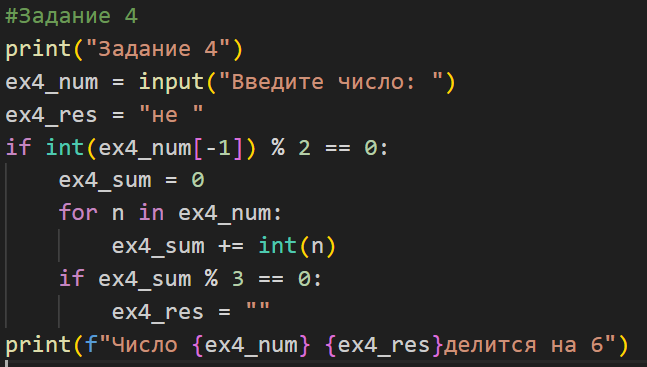 #Задание 4
print("Задание 4")
ex4_num = input("Введите число: ")
ex4_res = "не "
if int(ex4_num[-1]) % 2 == 0:
    ex4_sum = 0
    for n in ex4_num:
        ex4_sum += int(n)
    if ex4_sum % 3 == 0:
        ex4_res = ""
print(f"Число {ex4_num} {ex4_res}делится на 6")